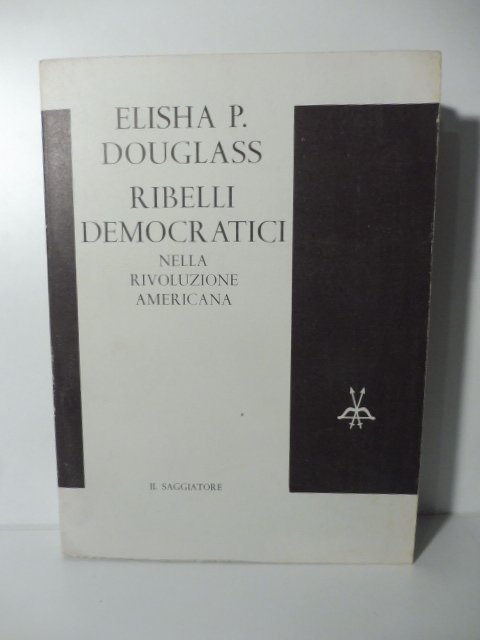 ELISHA P.
DOUGLASS
RIBELLI
DEMOCRATICI
NELLA
RIVOLUZIONE
AMERICANA
IL SAGGIATORE